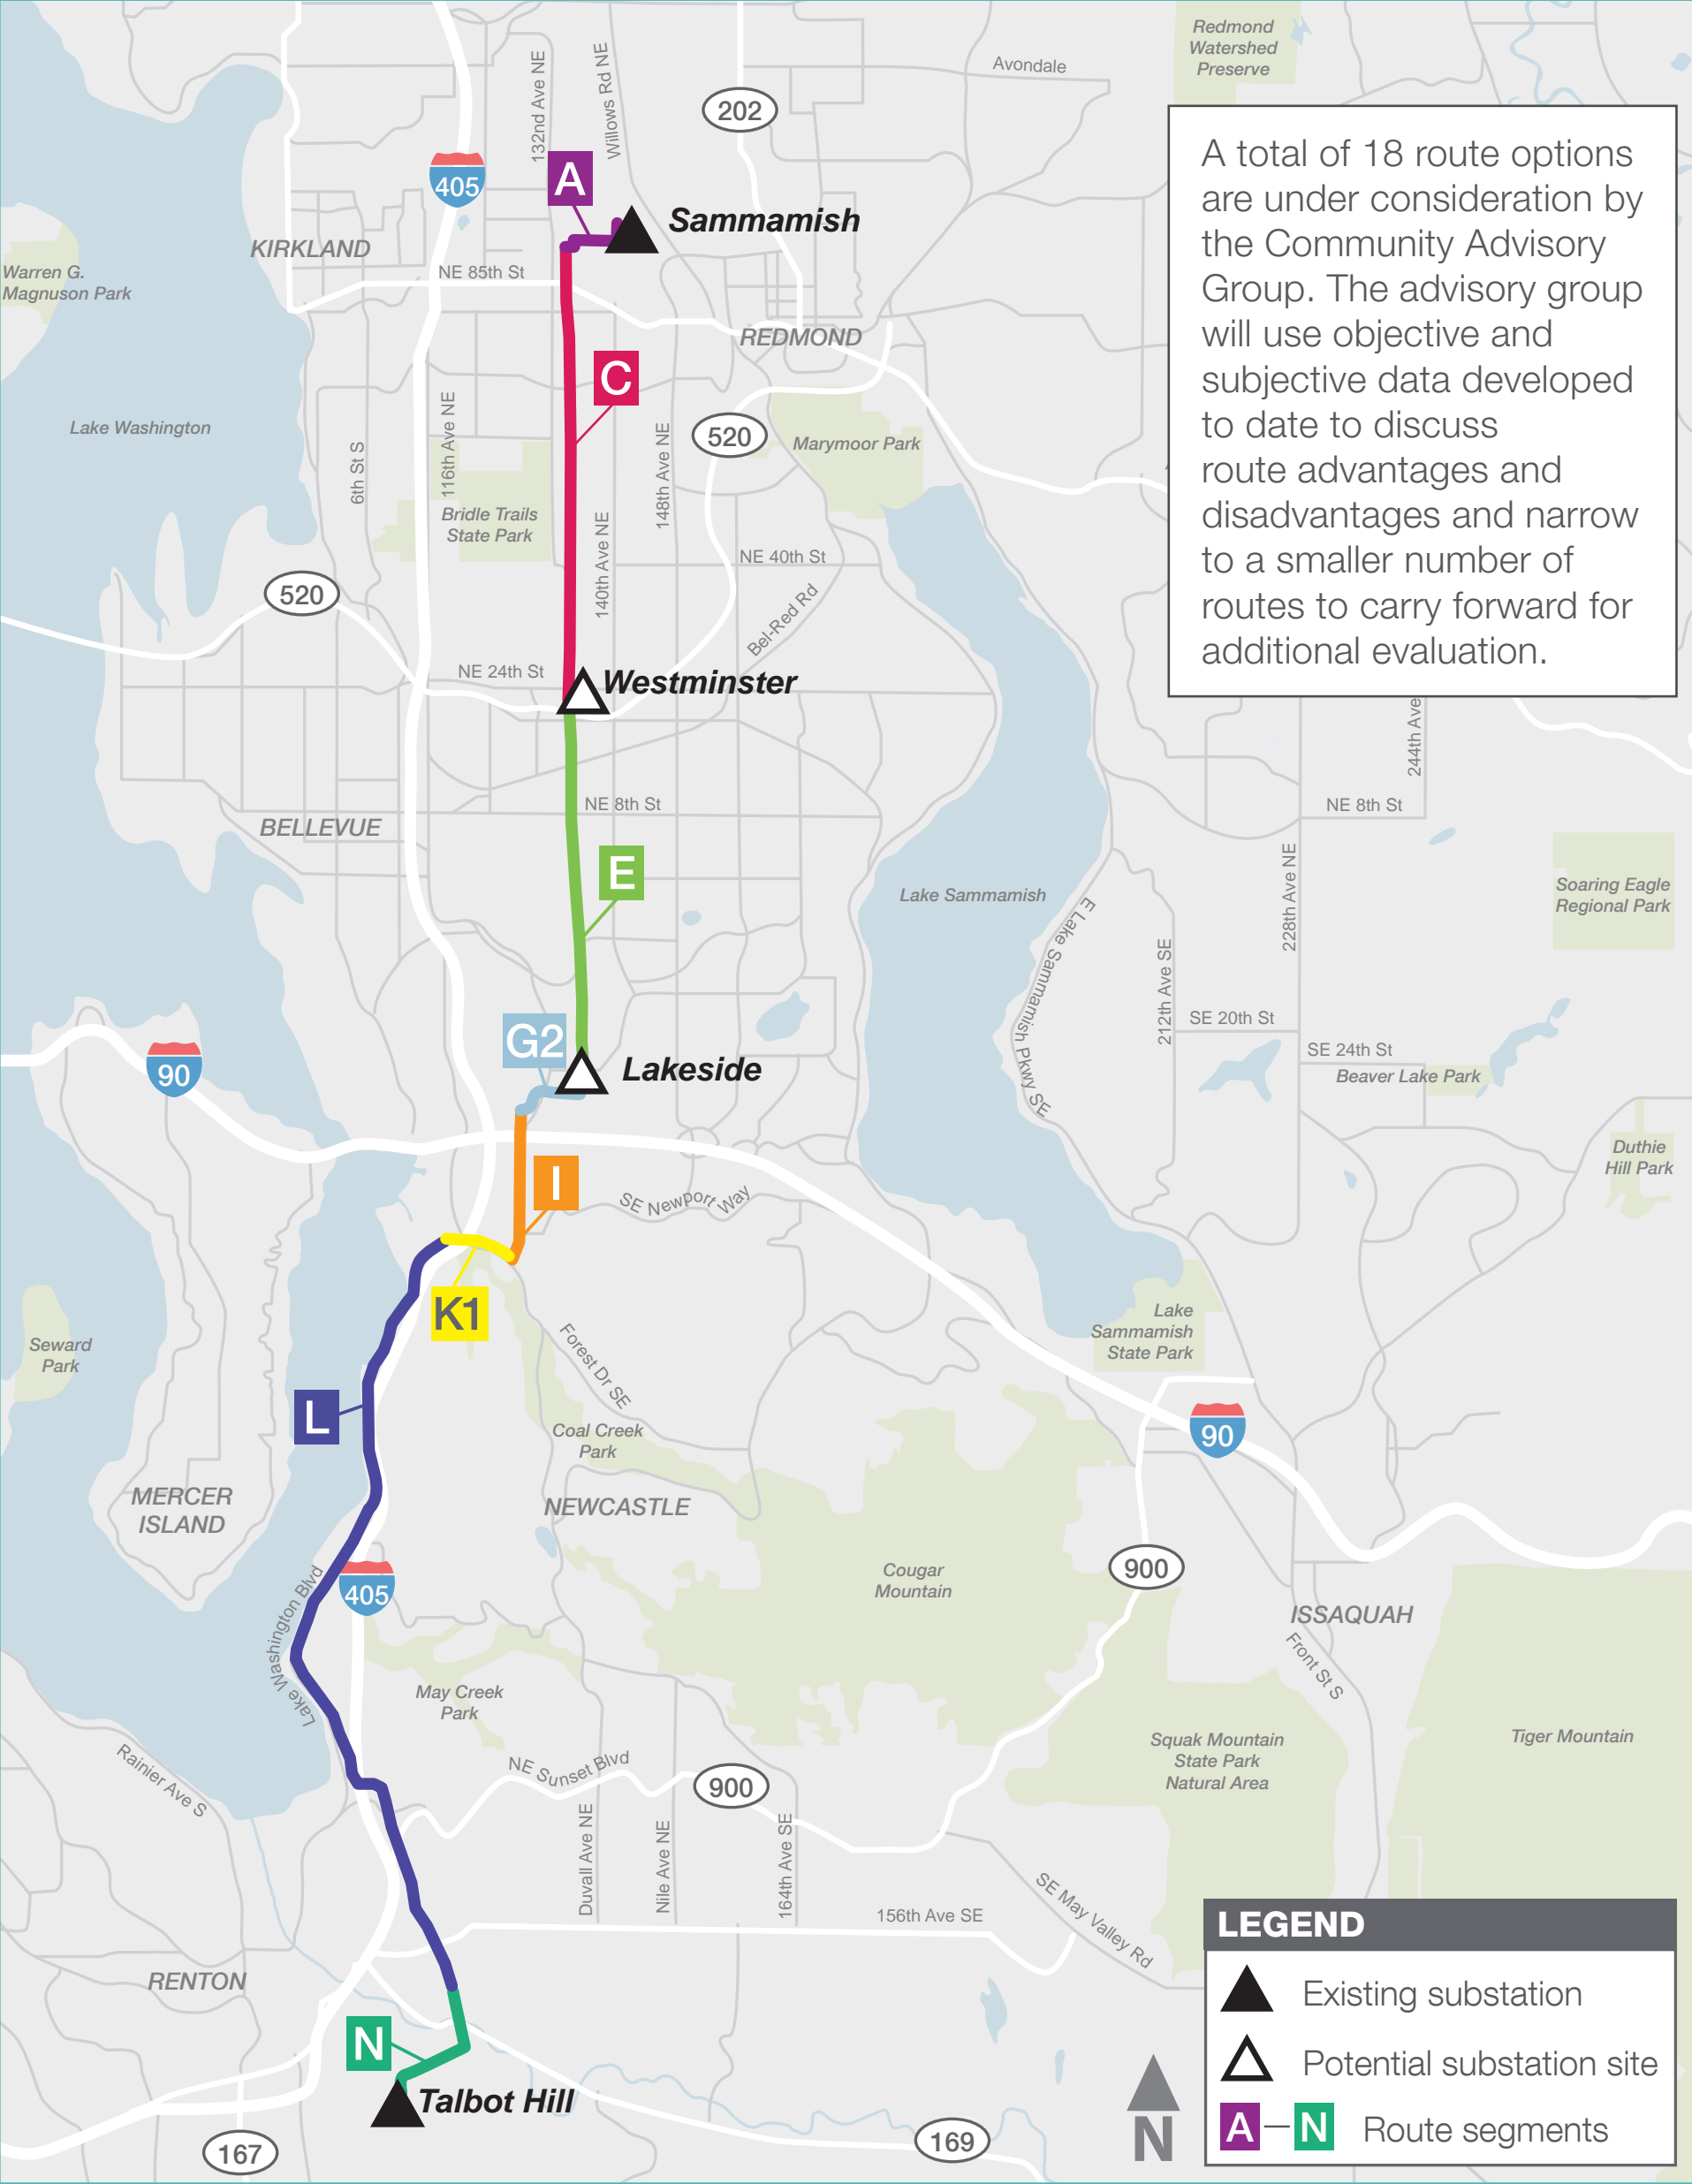 Redmond
Watershed
Preserve
Avondale
132nd Ave NE
Willows Rd NE
202
A total of 18 route options
are under consideration by
the Community Advisory
Group. The advisory group
will use objective and
subjective data developed
to date to discuss
route advantages and
disadvantages and narrow
to a smaller number of
routes to carry forward for
additional evaluation.
405
A
Sammamish
KIRKLAND
Warren G.
Magnuson Park
NE 85th St
REDMOND
C
Lake Washington
116th Ave NE
6th St S
148th Ave NE
520
Marymoor Park
Bridle Trails
State Park
140th Ave NE
NE 40th St
520
Bel-Red Rd
NE 24th St
Westminster
244th Ave
NE 8th St
NE 8th St
BELLEVUE
E
Lake Sammamish
E Lake Sammamish Pkwy SE
228th Ave NE
Soaring Eagle
Regional Park
212th Ave SE
SE 20th St
G2
SE 24th St
90
Lakeside
Beaver Lake Park
Duthie
Hill Park
I
SE Newport Way
K1
Lake
Sammamish
State Park
Seward
Park
Forest Dr SE
L
Coal Creek
Park
90
MERCER
ISLAND
NEWCASTLE
Cougar
Mountain
900
405
Lake Washington Blvd
ISSAQUAH
Front St S
May Creek
Park
Squak Mountain
State Park
Natural Area
Tiger Mountain
Rainier Ave S
NE Sunset Blvd
900
Duvall Ave NE
Nile Ave NE
164th Ave SE
156th Ave SE
SE May Valley Rd
RENTON
N
Talbot Hill
167
169
N
LEGEND
Existing substation
Potential substation site
A — N Route segments